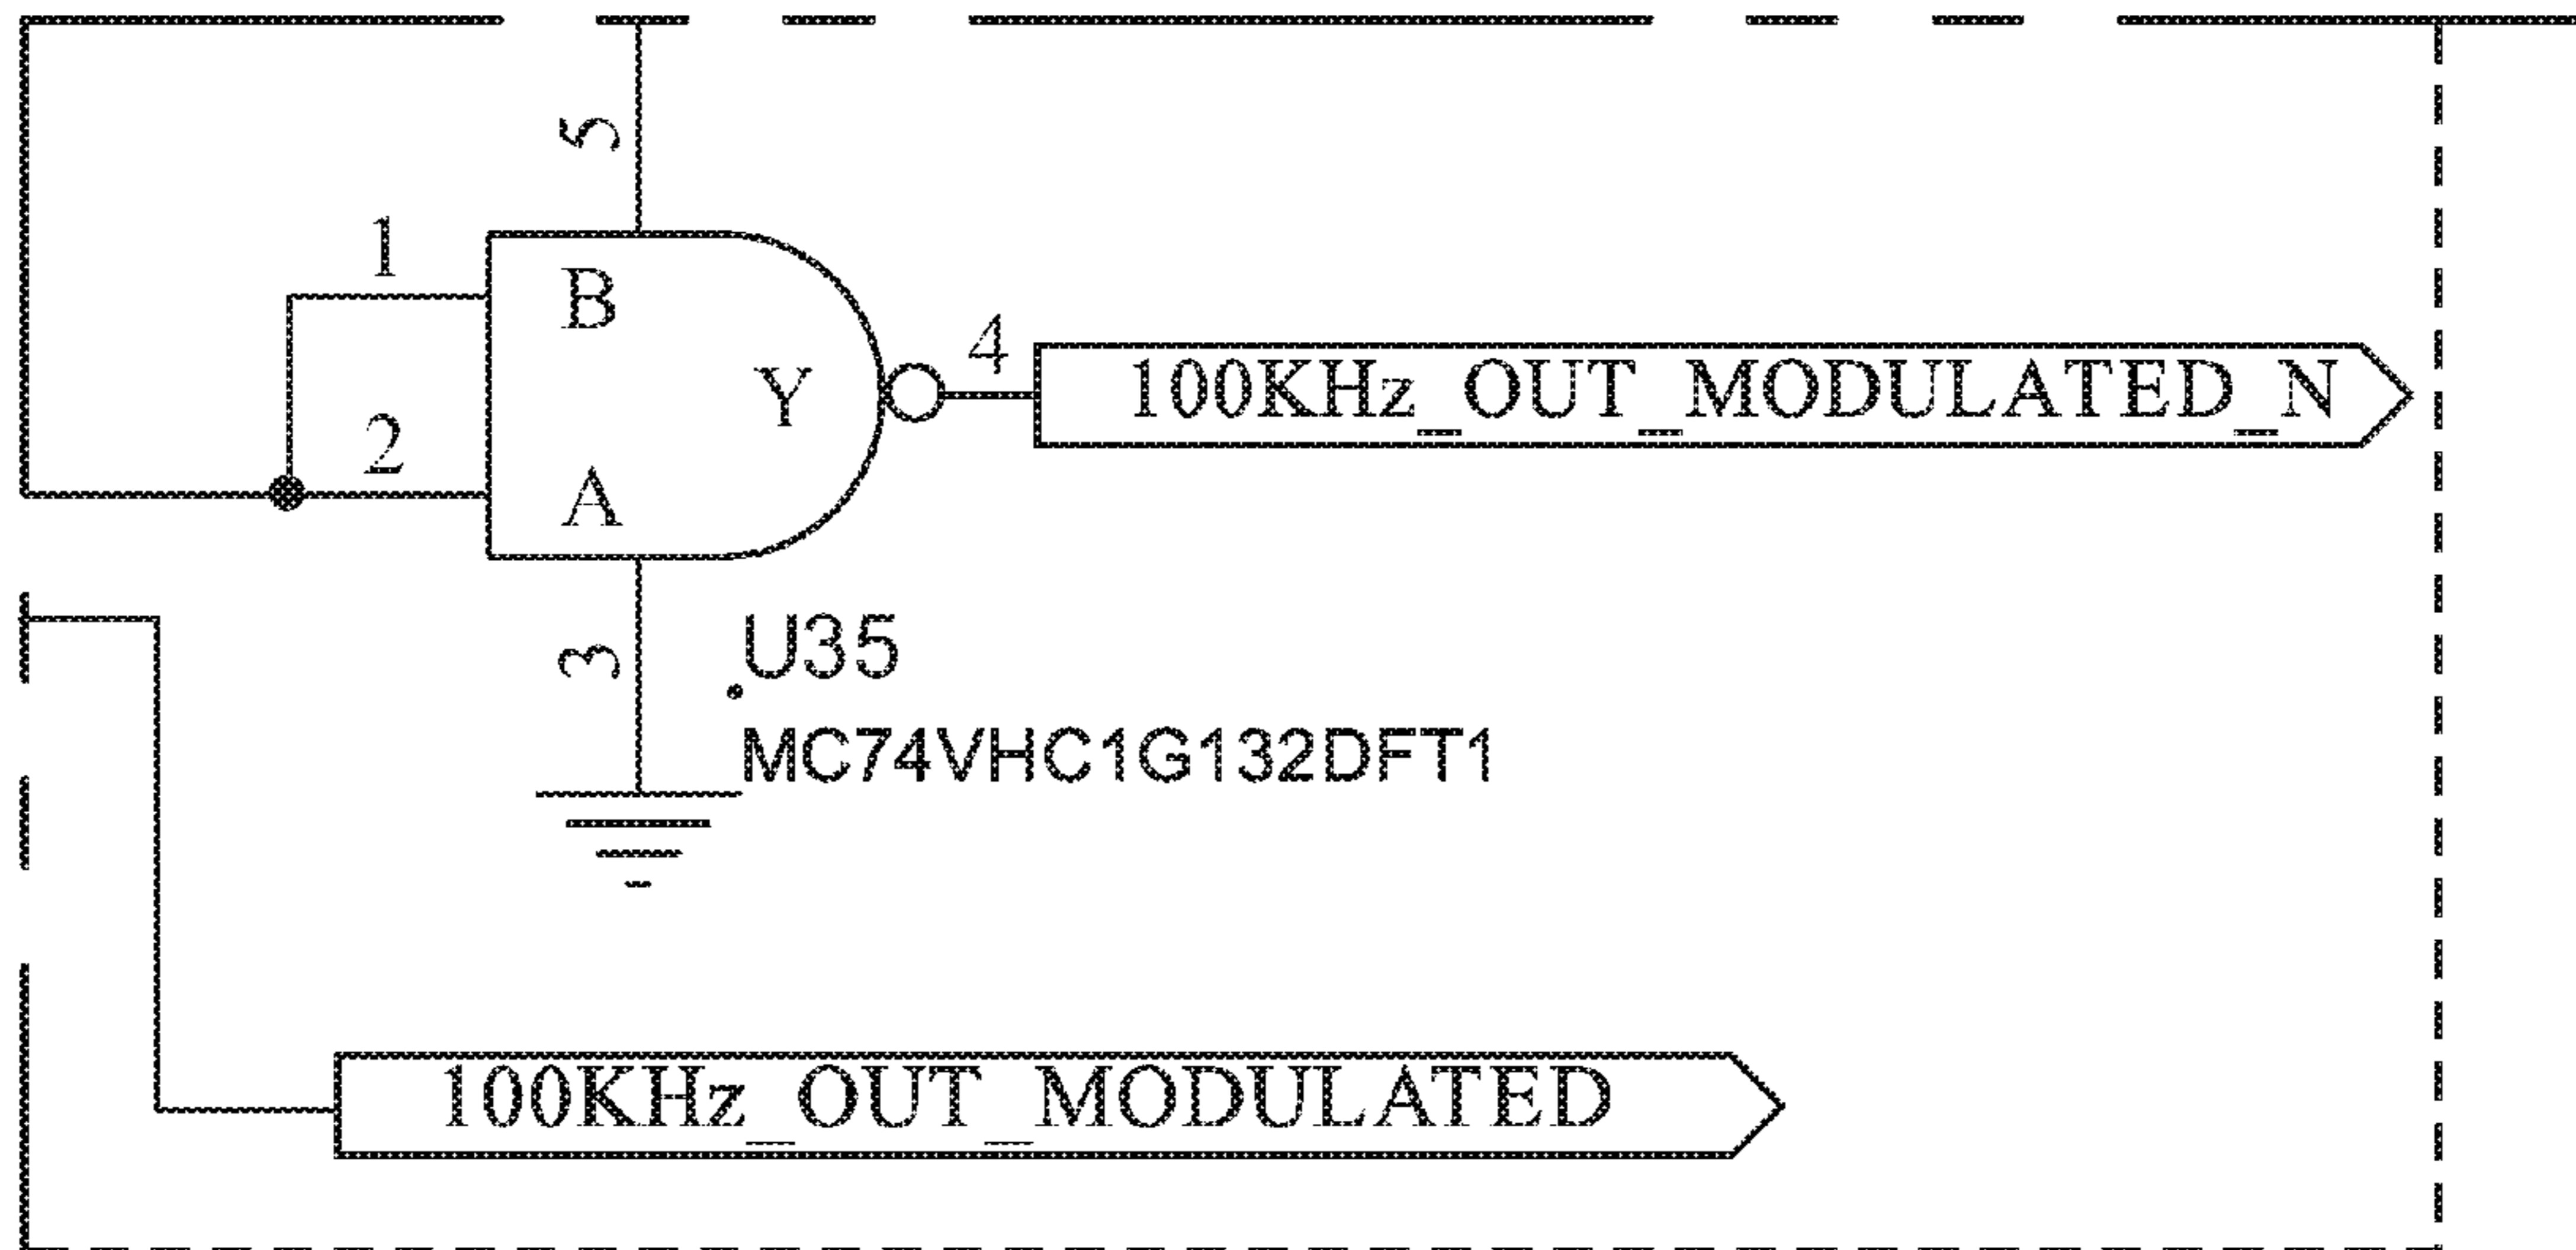 5
1
B
4
Y
100KHz_OUT_MODULATED_N
2
A
3
U35
MC74VHC1G132DFT1
100KHz_OUT_MODULATED